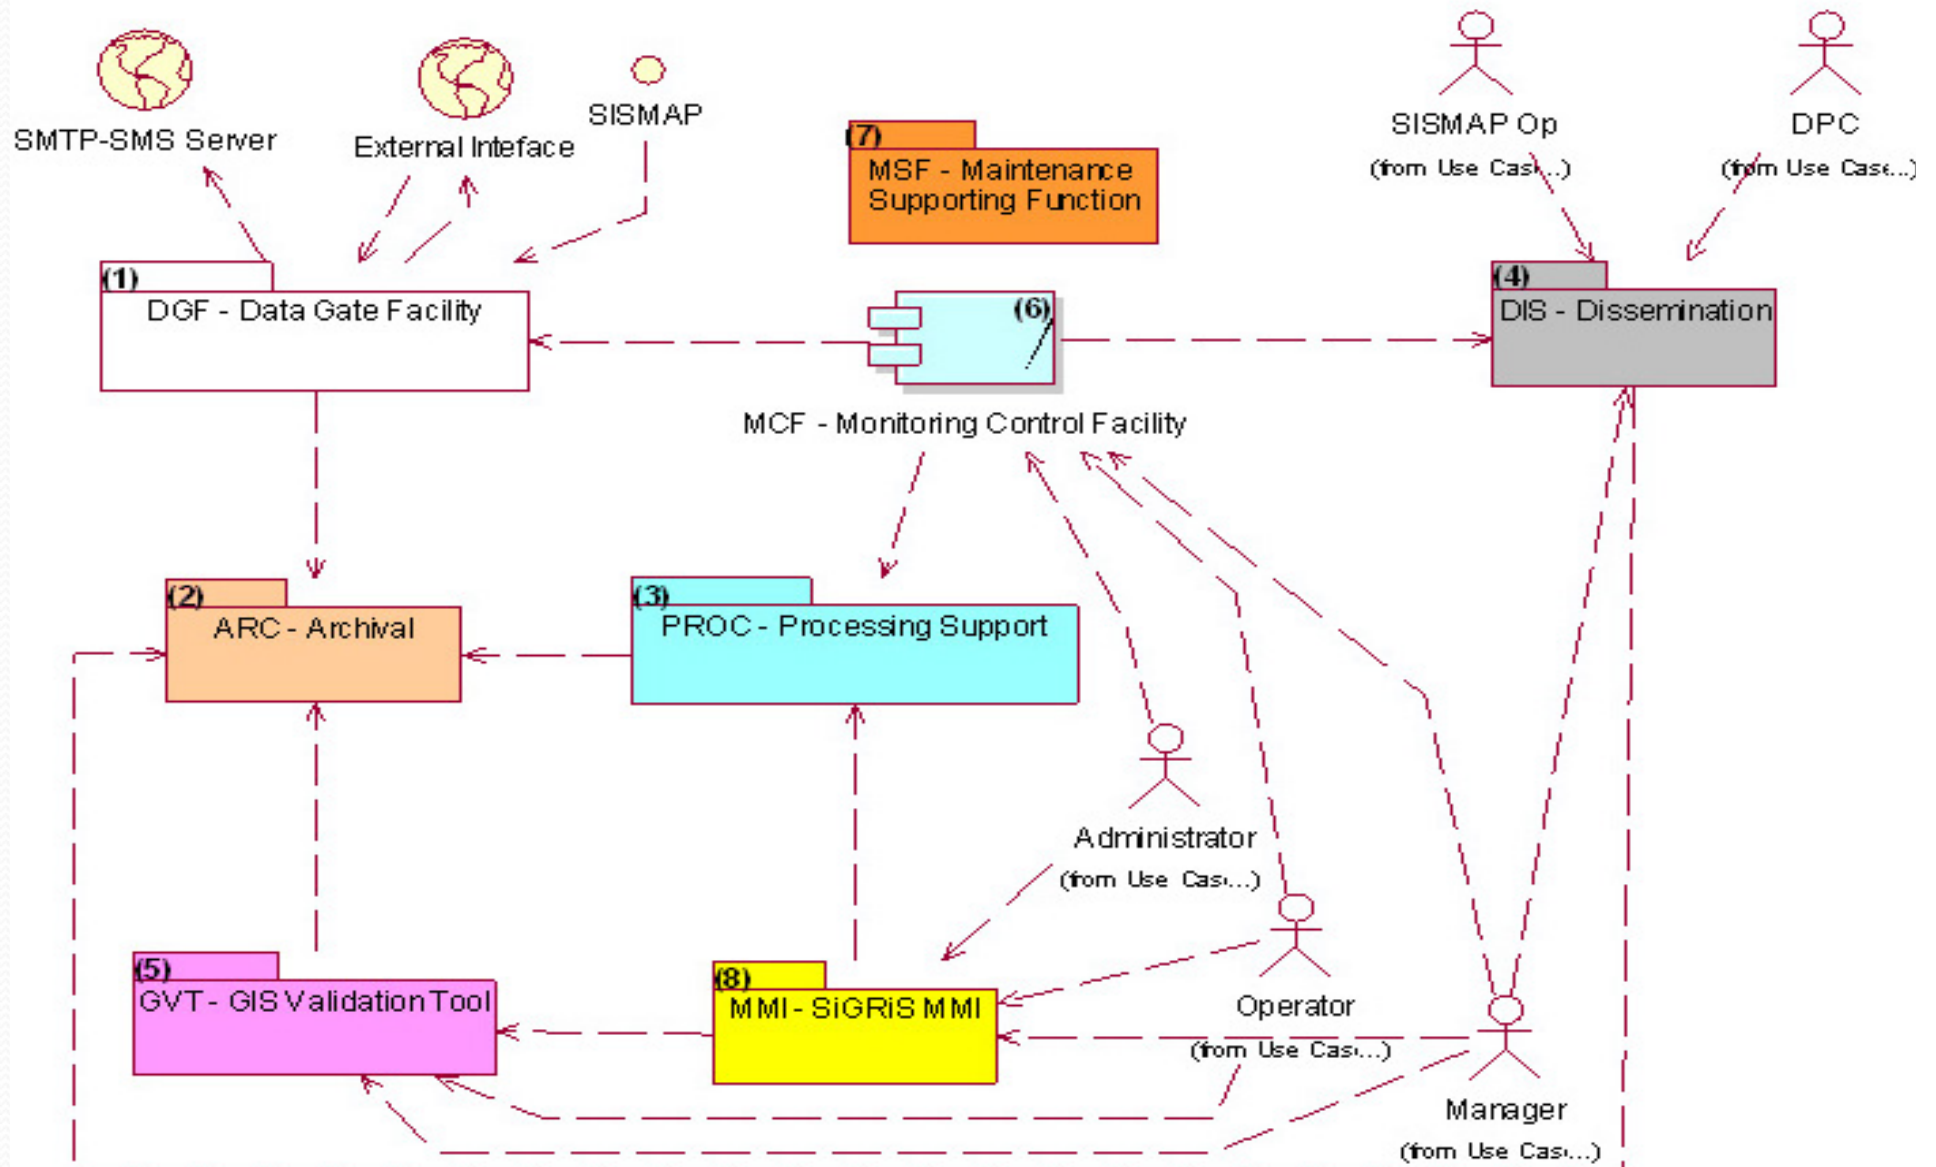 SMTP-SMS Server
External Inteface
SISMAP
SISMAP Op
(from Use Cas...)
DPC
(from Use Case...)
(7)
MSF - Maintenance
Supporting Function
(1)
DGF - Data Gate Facility
(6)
MCF - Monitoring Control Facility
(4)
DIS - Dissemination
(2)
ARC - Archival
(3)
PROC - Processing Support
Administrator
(from Use Cas...)
(5)
GVT - GIS Validation Tool
(8)
MMI - SiGRiS MMI
Operator
(from Use Cas...)
Manager
(from Use Cas...)